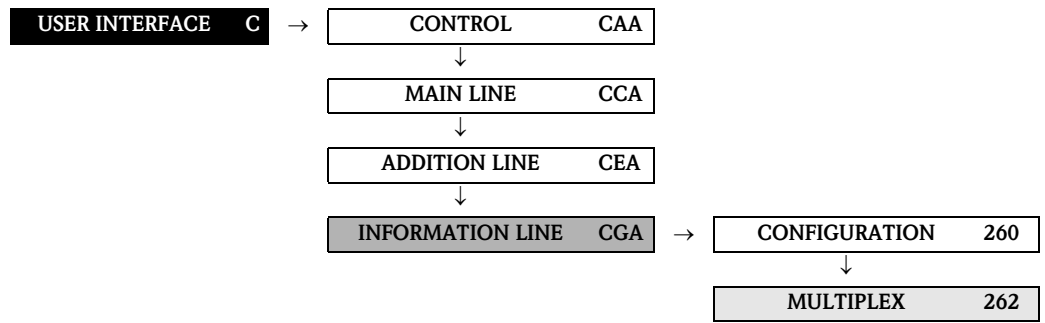 USER INTERFACE C → CONTROL CAA
↓
MAIN LINE CCA
↓
ADDITION LINE CEA
↓
INFORMATION LINE CGA → CONFIGURATION 260
↓
MULTIPLEX 262